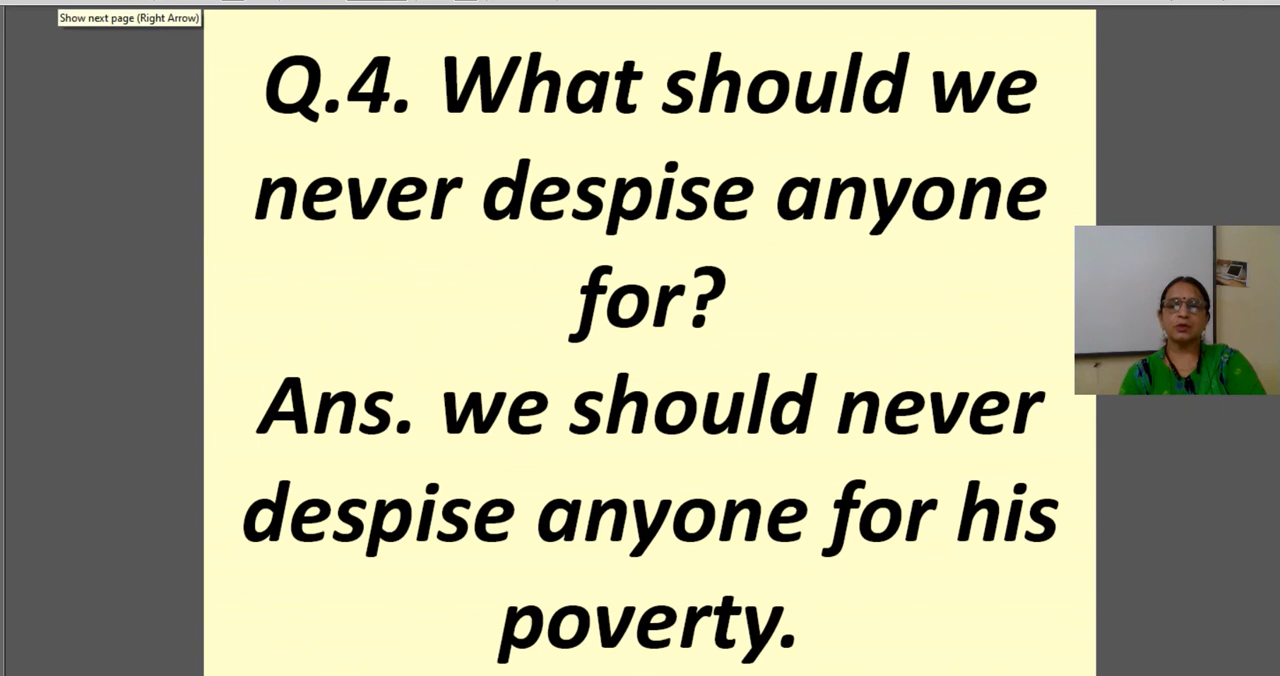 Show next page (Right Arrow)
Q.4. What should we
never despise anyone
for?
Ans. we should never
despise anyone for his
poverty.